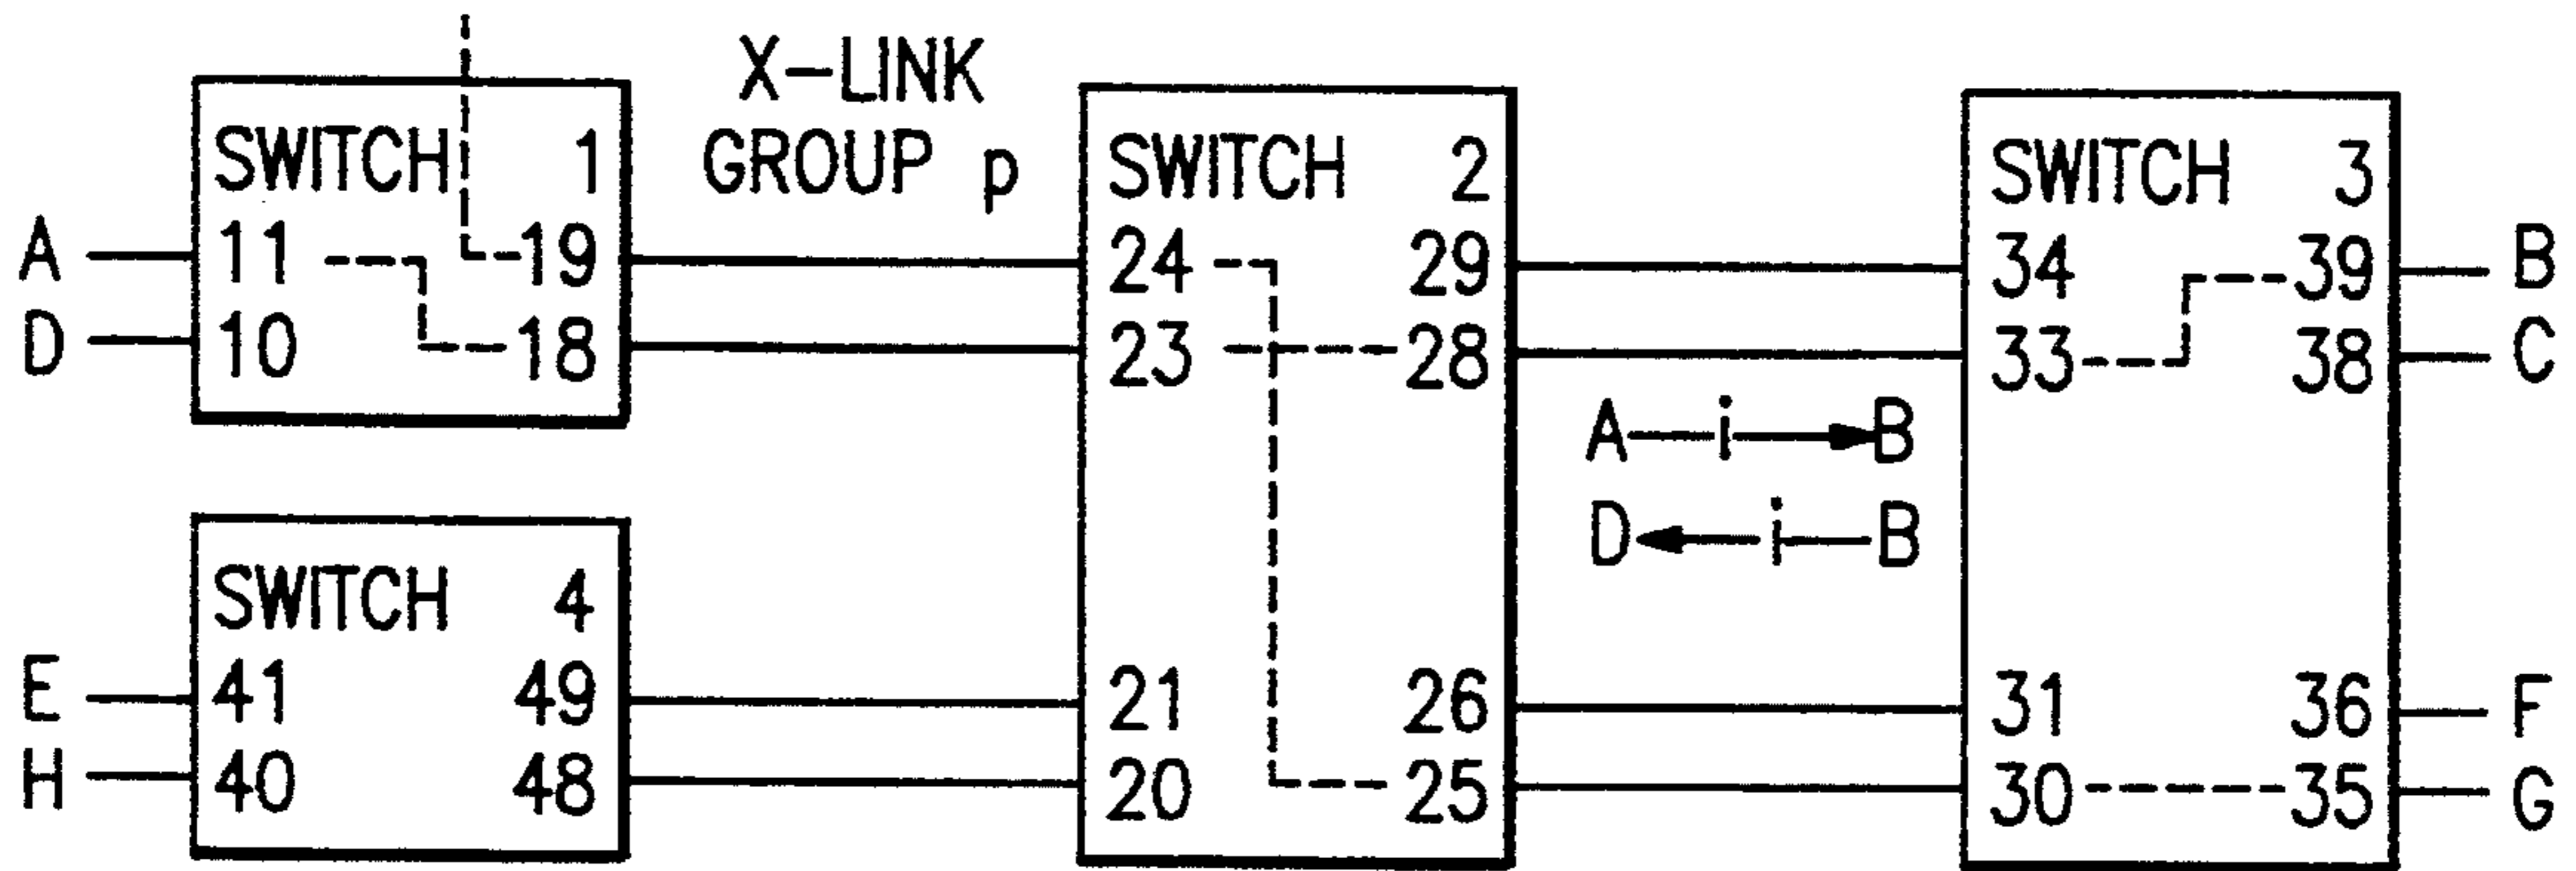 X-LINK
GROUP p
SWITCH 1
A 11 19
D 10 18
SWITCH 2
24 29
23 28
21 26
20 25
A i B
D i B
SWITCH 3
34 39 B
33 38 C
31 36 F
30 35 G
SWITCH 4
E 41 49
H 40 48